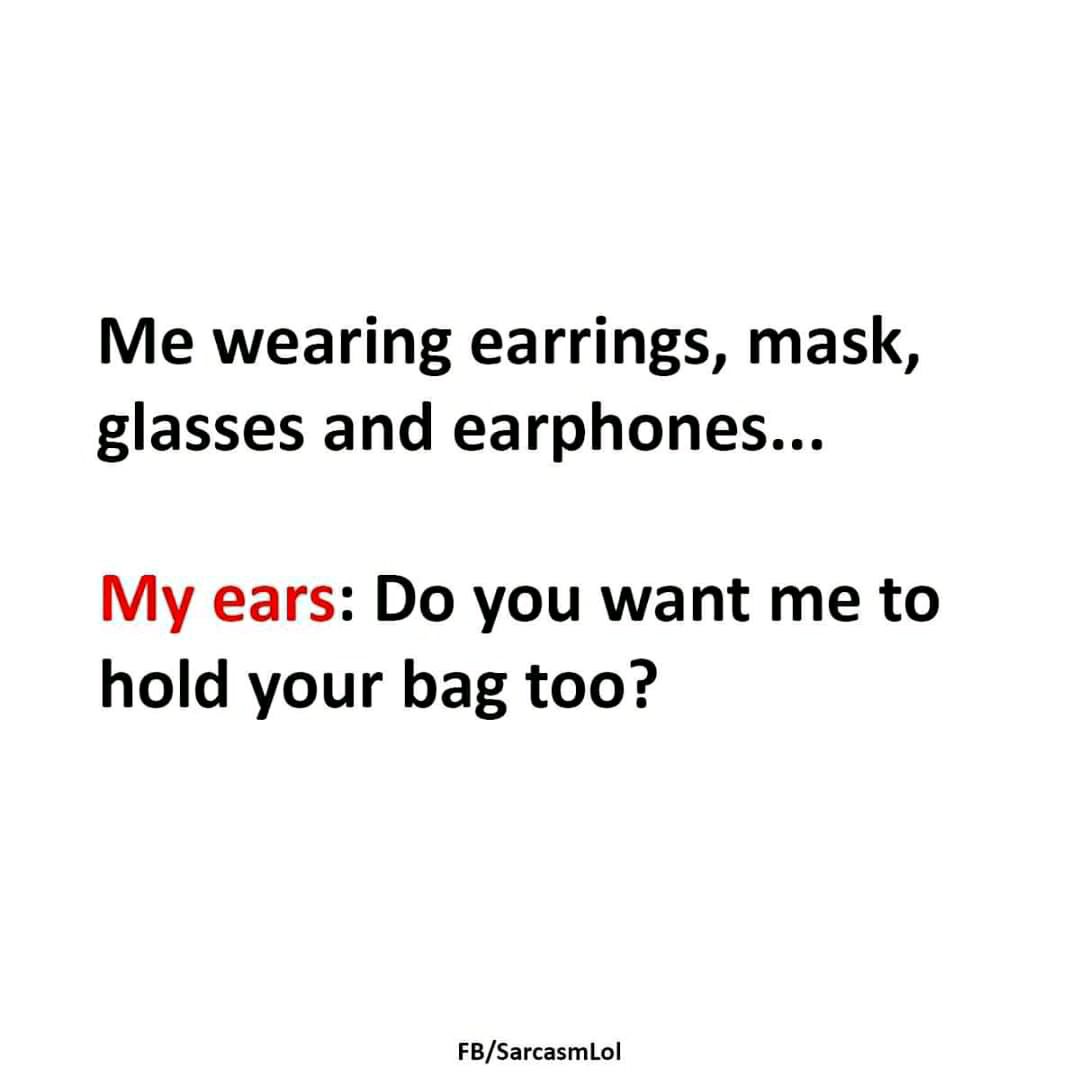 Me wearing earrings, mask,
glasses and earphones...
My ears: Do you want me to
hold your bag too?
FB/SarcasmLol